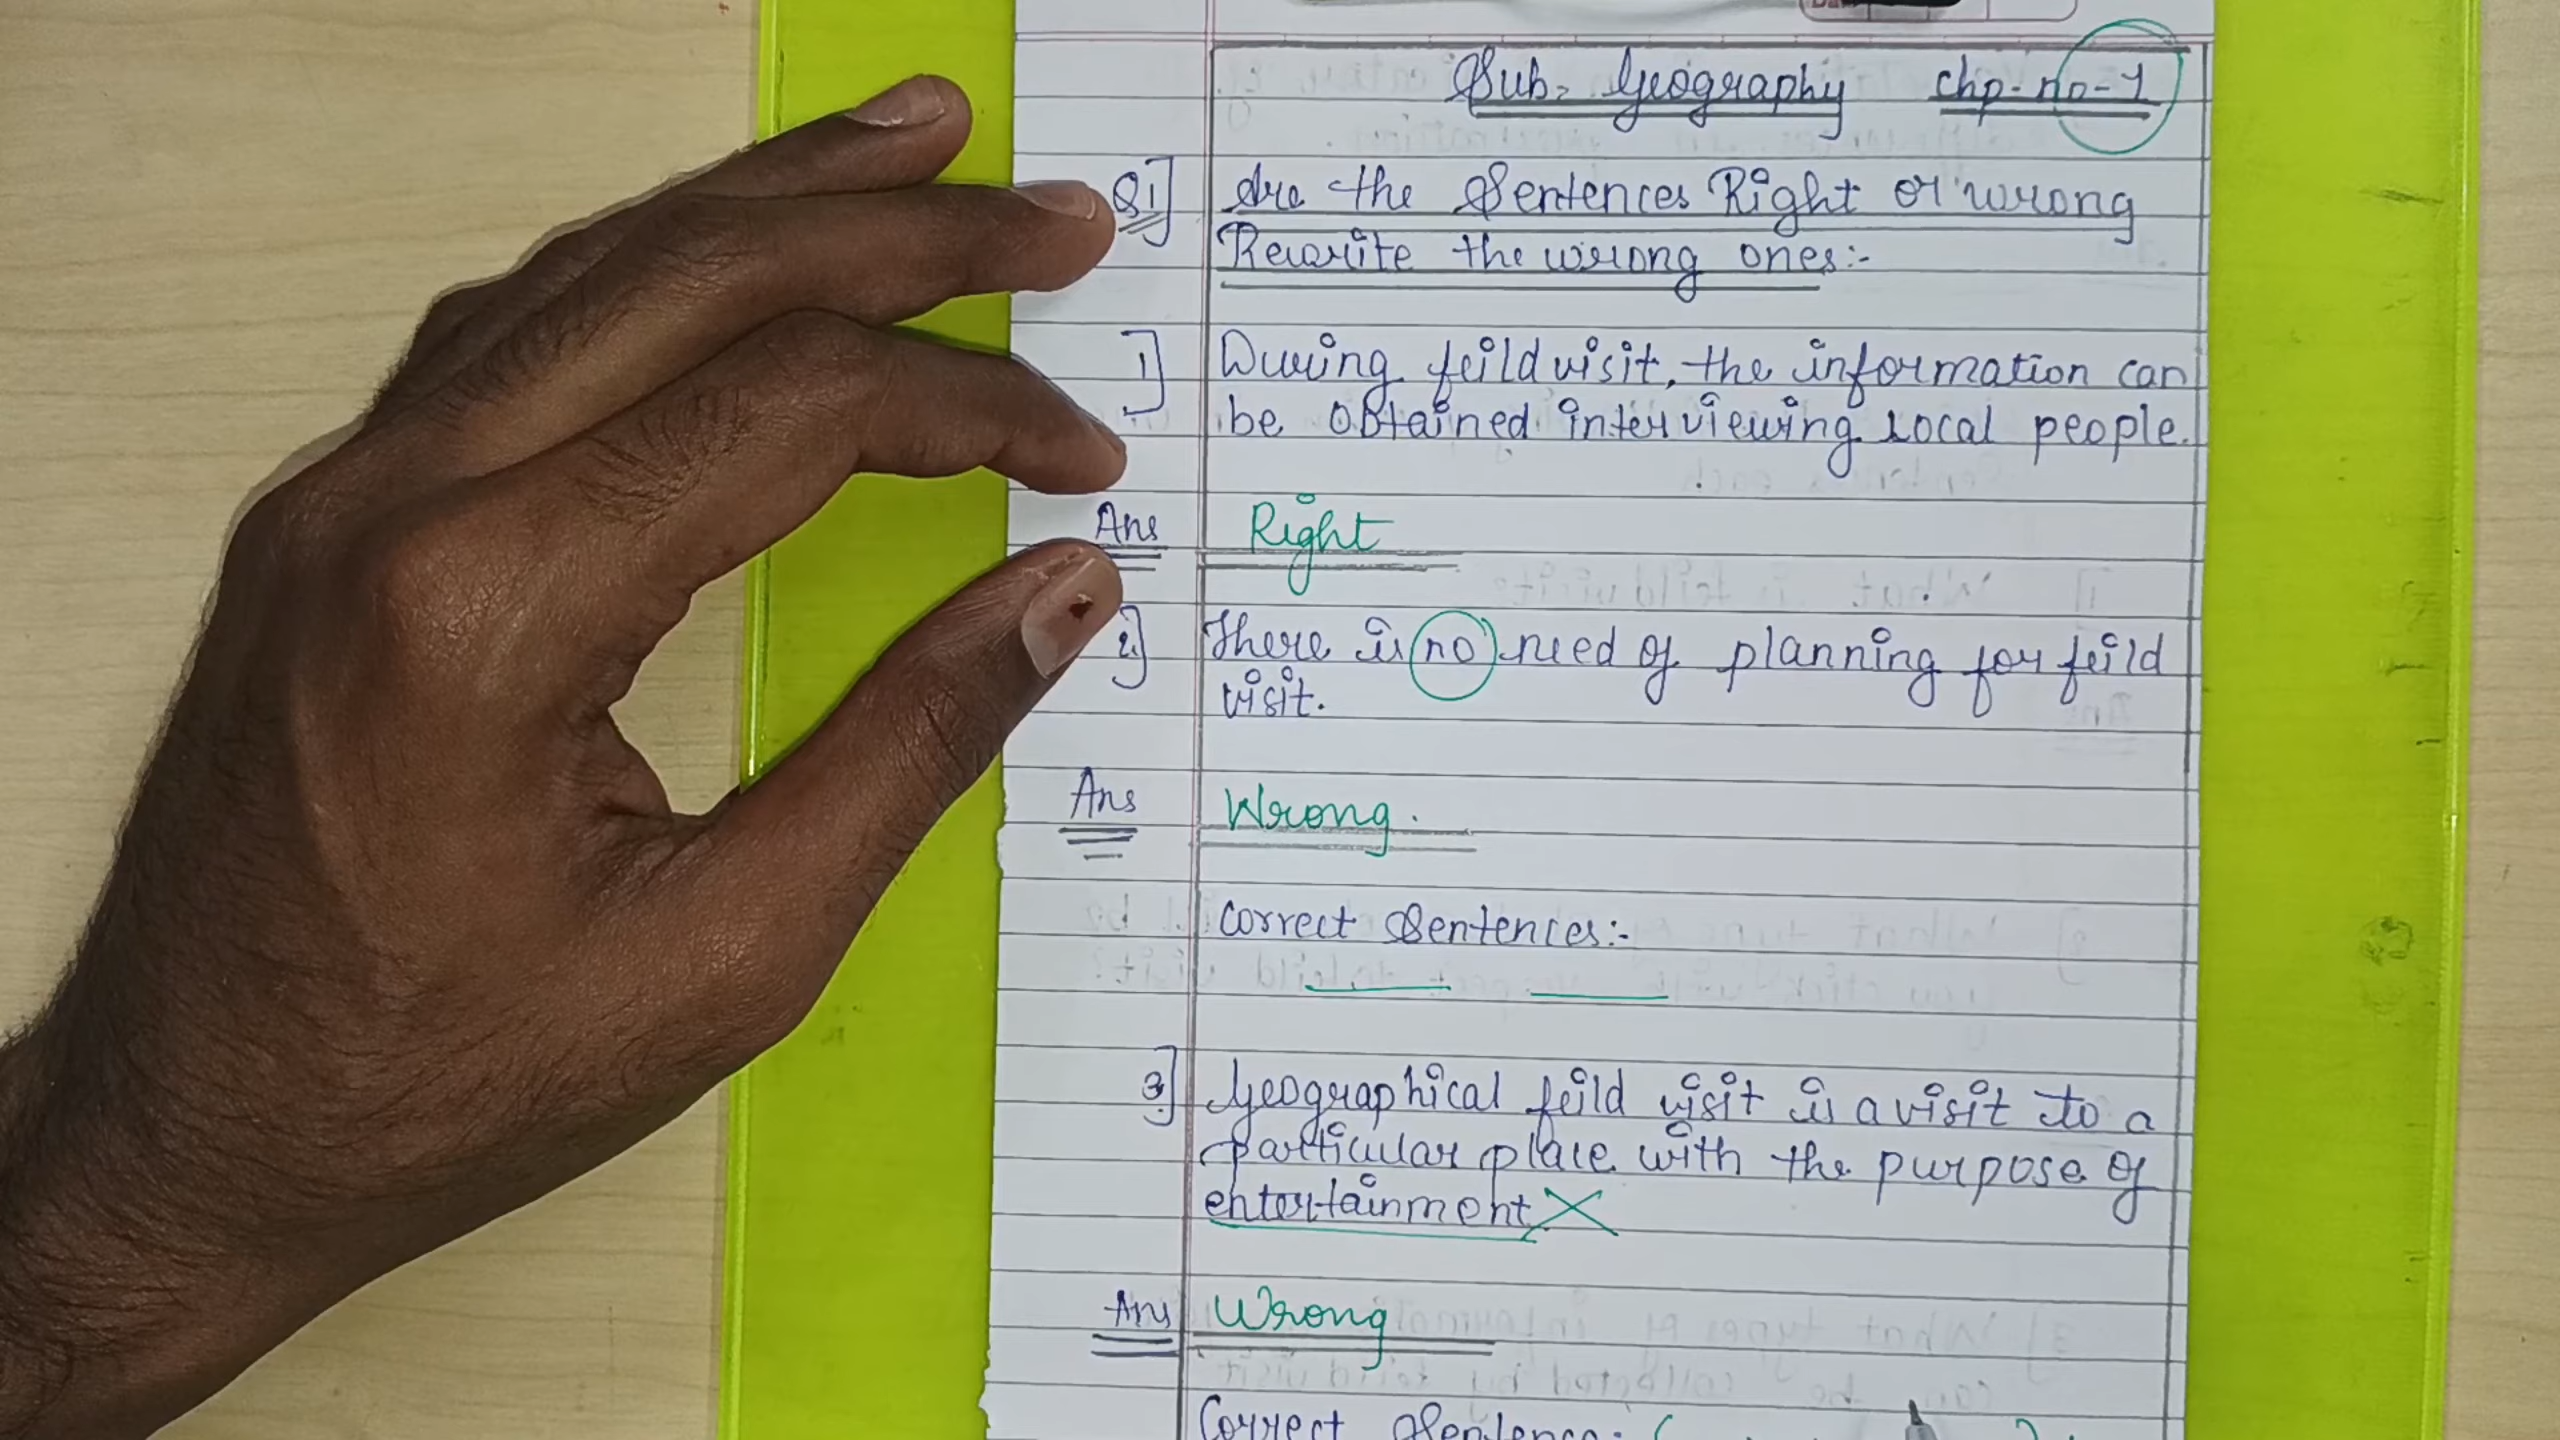 Sub- Geography chp-no-1
Q1] Are the Sentences Right or wrong
Rewrite the wrong ones:-
1] During feild visit, the information can
be obtained interviewing local people.
Ans Right
2] There is no need of planning for feild
visit.
Ans Wrong.
Correct Sentences:-
3] Geographical feild visit is a visit to a
particular place with the purpose of
entertainment
Ans Wrong
Correct Sentence: